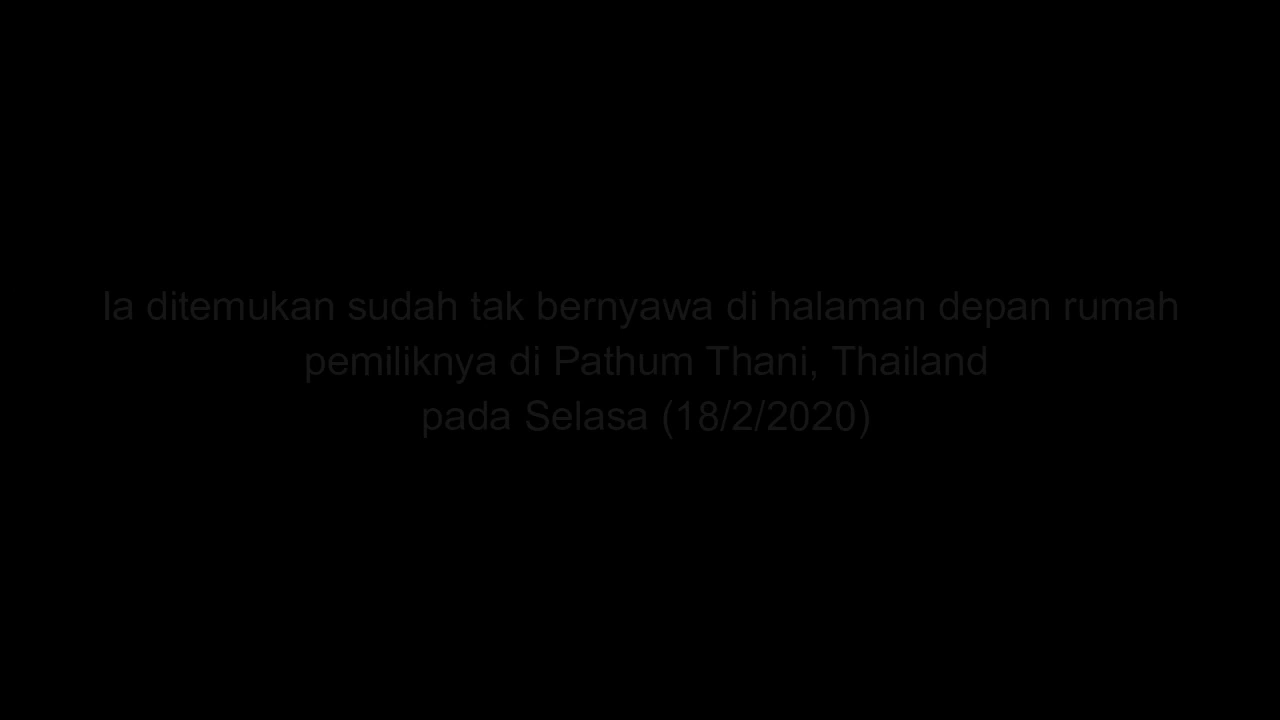 Ia ditemukan sudah tak bernyawa di halaman depan rumah
pemiliknya di Pathum Thani, Thailand
pada Selasa (18/2/2020)